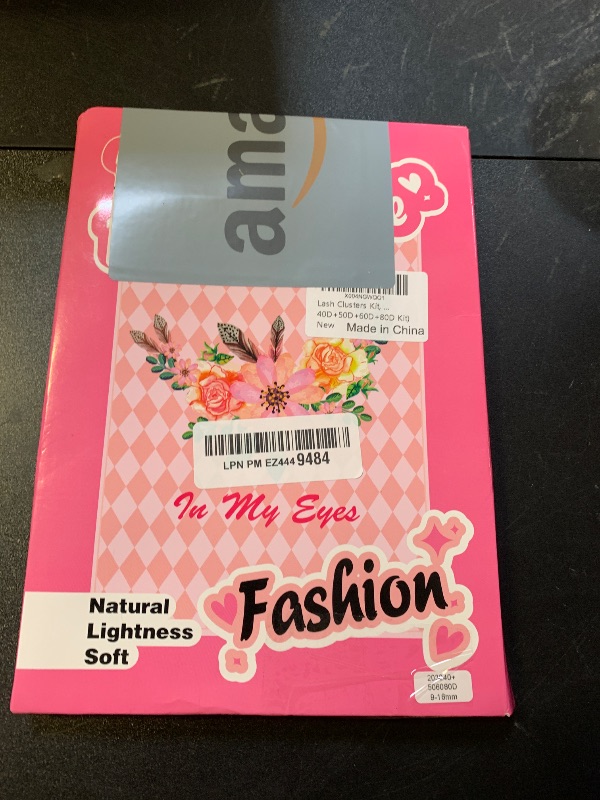 ama
X004NGWQQ1
Lash Clusters Kit, ...
40D+50D+60D+80D Kit)
New Made in China
LPN PM EZ444 9484
In My Eyes
Fashion
Natural
Lightness
Soft
9-16mm